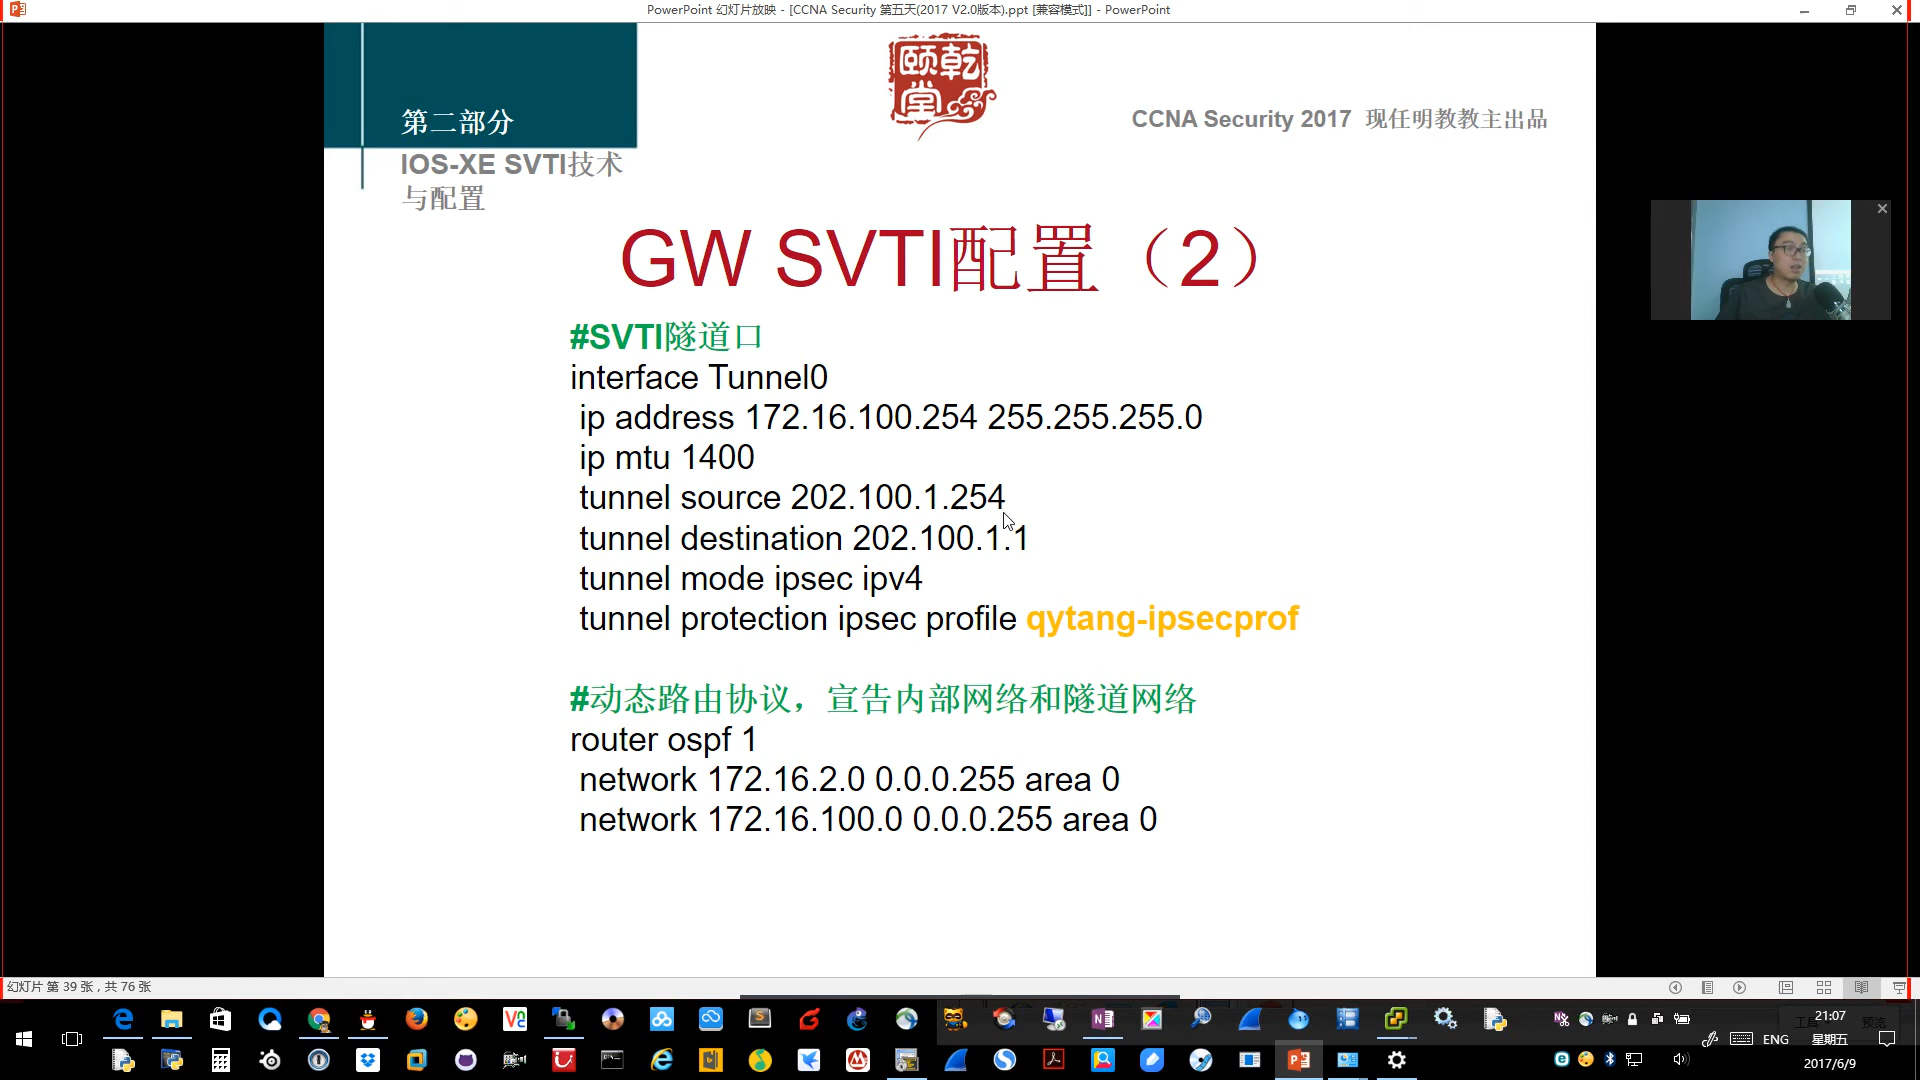 PowerPoint 幻灯片放映 - [CCNA Security 第五天(2017 V2.0版本).ppt [兼容模式]] - PowerPoint
第二部分
IOS-XE SVTI技术
与配置
頤乾
堂
CCNA Security 2017 现任明教教主出品
GW SVTI配置（2）
#SVTI隧道口
interface Tunnel0
ip address 172.16.100.254 255.255.255.0
ip mtu 1400
tunnel source 202.100.1.254
tunnel destination 202.100.1.1
tunnel mode ipsec ipv4
tunnel protection ipsec profile qytang-ipsecprof
#动态路由协议，宣告内部网络和隧道网络
router ospf 1
network 172.16.2.0 0.0.0.255 area 0
network 172.16.100.0 0.0.0.255 area 0
幻灯片 第 39 张，共 76 张
21:07
ENG
星期五
2017/6/9